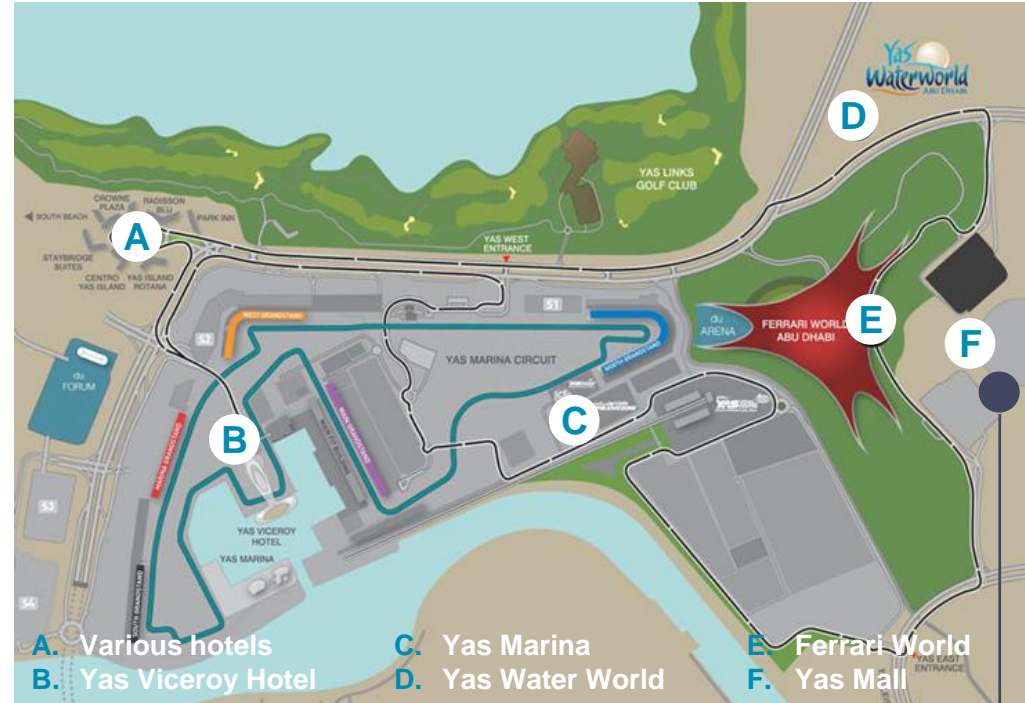 Yas
Waterworld
ABU DHABI
D
YAS LINKS
GOLF CLUB
CROWNE
PLAZA
RADISSON
BLU
SOUTH BEACH
PARK INN
A
STAYBRIDGE
SUITES
CENTRO
YAS ISLAND
YAS ISLAND
ROTANA
YAS WEST
ENTRANCE
S1
WEST GRANDSTAND
S2
du
ARENA
FERRARI WORLD
ABU DHABI
E
NORTH GRANDSTAND
YAS MARINA CIRCUIT
F
du
FORUM
C
MAIN GRANDSTAND
MAIN PIT BUILDING
B
MARINA GRANDSTAND
S3
YAS VICEROY
HOTEL
YAS MARINA
SOUTH GRANDSTAND
S4
A. Various hotels
B. Yas Viceroy Hotel
C. Yas Marina
D. Yas Water World
E. Ferrari World
F. Yas Mall
YAS EAST
ENTRANCE